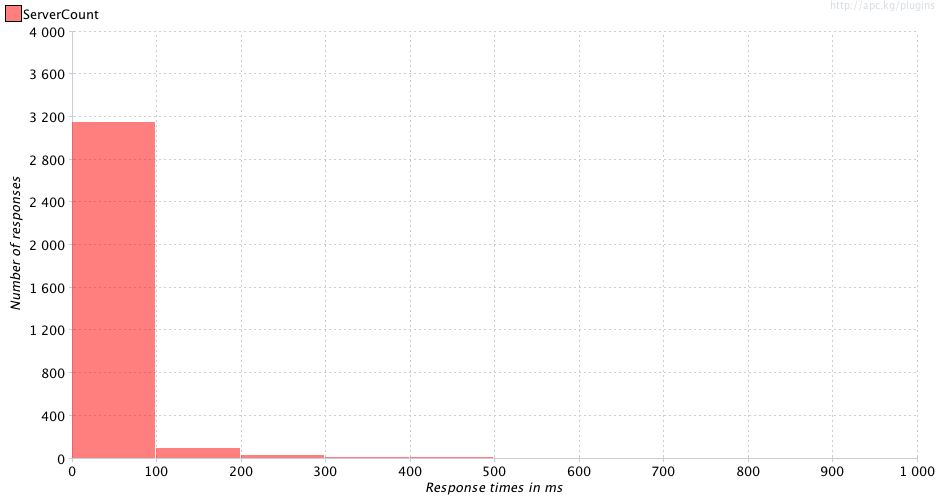 http://apc.kg/plugins
ServerCount
4 000
3 600
3 200
2 800
2 400
2 000
1 600
1 200
800
400
0
Number of responses
0 100 200 300 400 500 600 700 800 900 1 000
Response times in ms